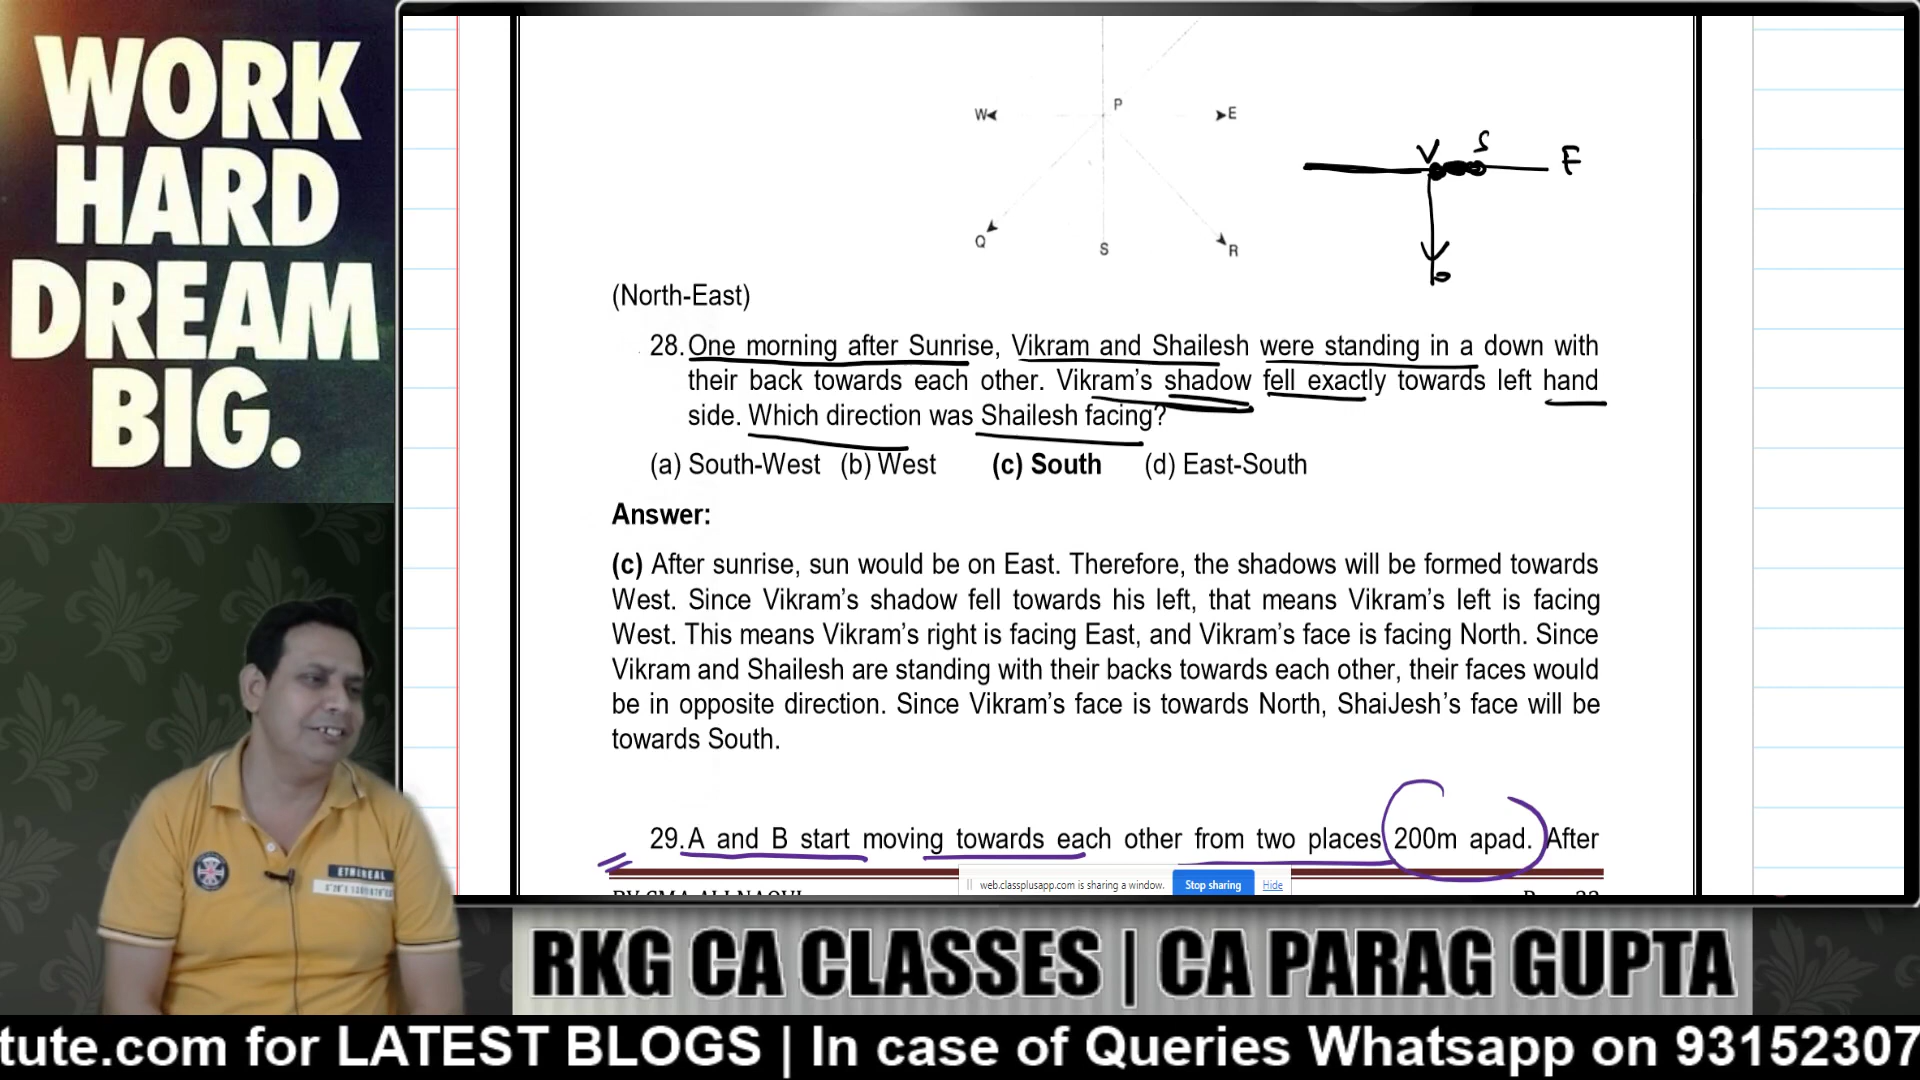 WORK
HARD
DREAM
BIG.
P
W
E
Q
S
R
V S F
(North-East)
28. One morning after Sunrise, Vikram and Shailesh were standing in a down with
their back towards each other. Vikram's shadow fell exactly towards left hand
side. Which direction was Shailesh facing?
(a) South-West (b) West (c) South (d) East-South
Answer:
(c) After sunrise, sun would be on East. Therefore, the shadows will be formed towards
West. Since Vikram's shadow fell towards his left, that means Vikram's left is facing
West. This means Vikram's right is facing East, and Vikram's face is facing North. Since
Vikram and Shailesh are standing with their backs towards each other, their faces would
be in opposite direction. Since Vikram's face is towards North, ShaiJesh's face will be
towards South.
29. A and B start moving towards each other from two places 200m apad. After
web.classplusapp.com is sharing a window. Stop sharing Hide
ETHEREAL
RKG CA CLASSES | CA PARAG GUPTA
tute.com for LATEST BLOGS | In case of Queries Whatsapp on 93152307